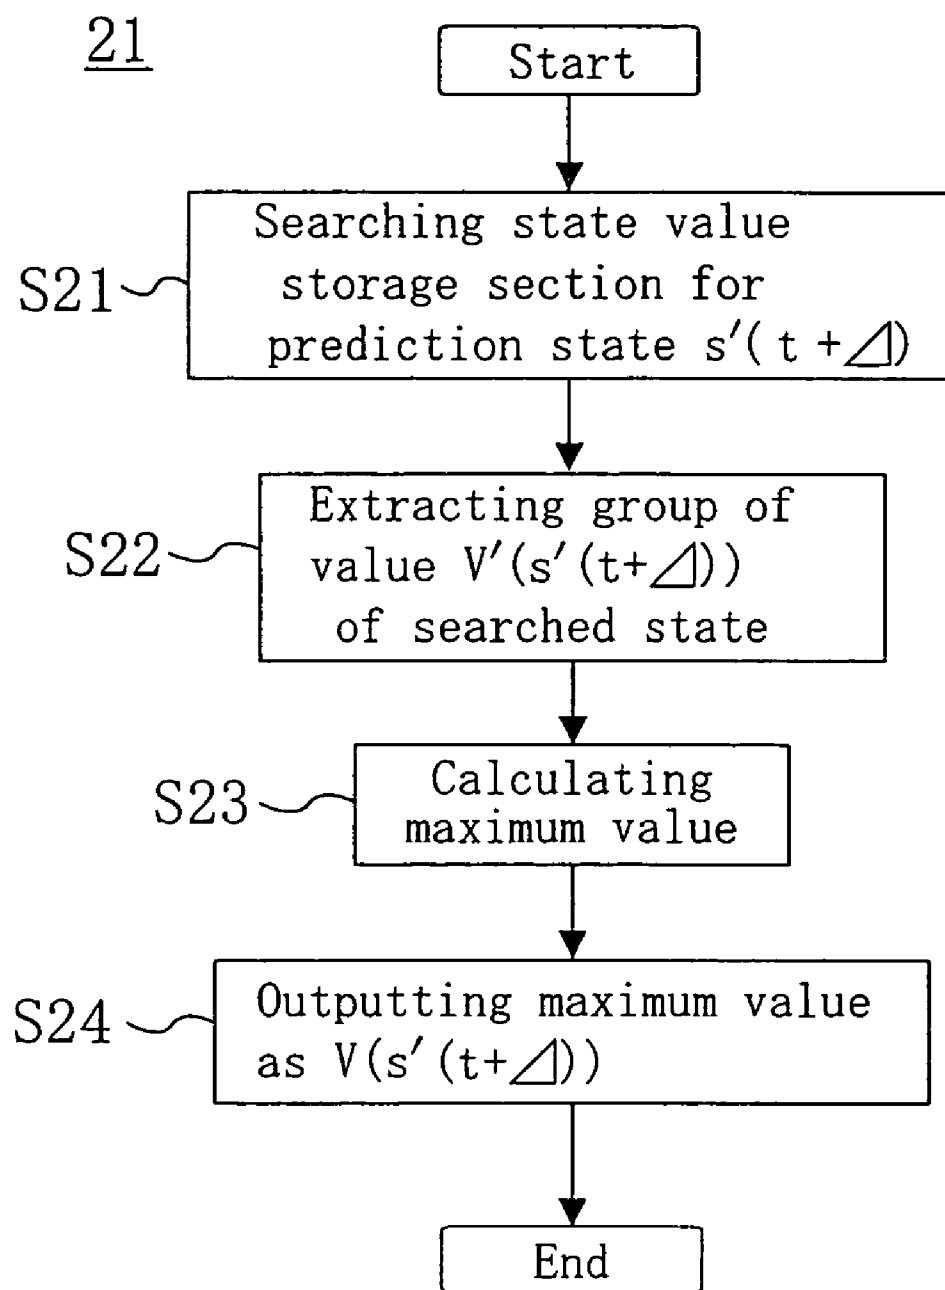 21
Start
S21
Searching state value
storage section for
prediction state s′(t+⊿)
S22
Extracting group of
value V′(s′(t+⊿))
of searched state
S23
Calculating
maximum value
S24
Outputting maximum value
as V(s′(t+⊿))
End